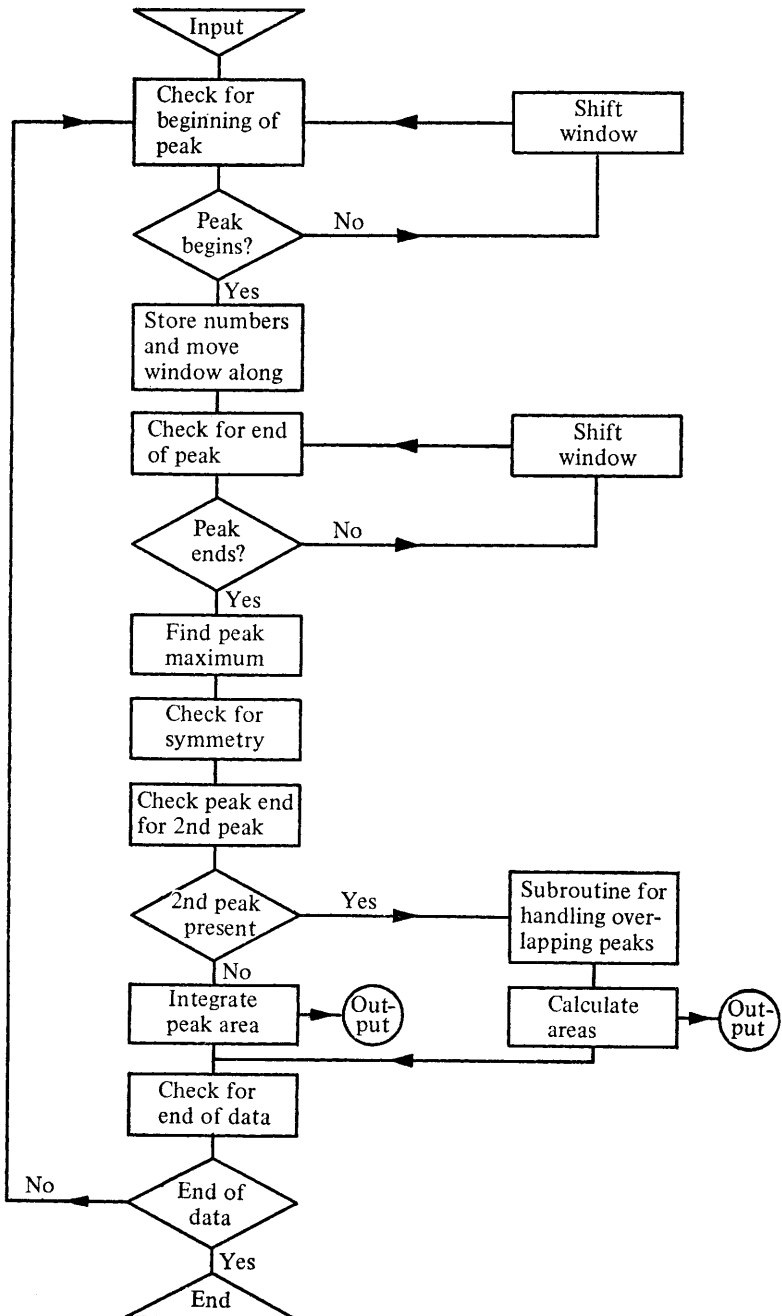 Input
Check for
beginning of
peak
Shift
window
Peak
begins?
No
Yes
Store numbers
and move
window along
Check for end
of peak
Shift
window
Peak
ends?
No
Yes
Find peak
maximum
Check for
symmetry
Check peak end
for 2nd peak
2nd peak
present
Yes
Subroutine for
handling over-
lapping peaks
No
Integrate
peak area
Out-
put
Calculate
areas
Out-
put
Check for
end of data
No
End of
data
Yes
End